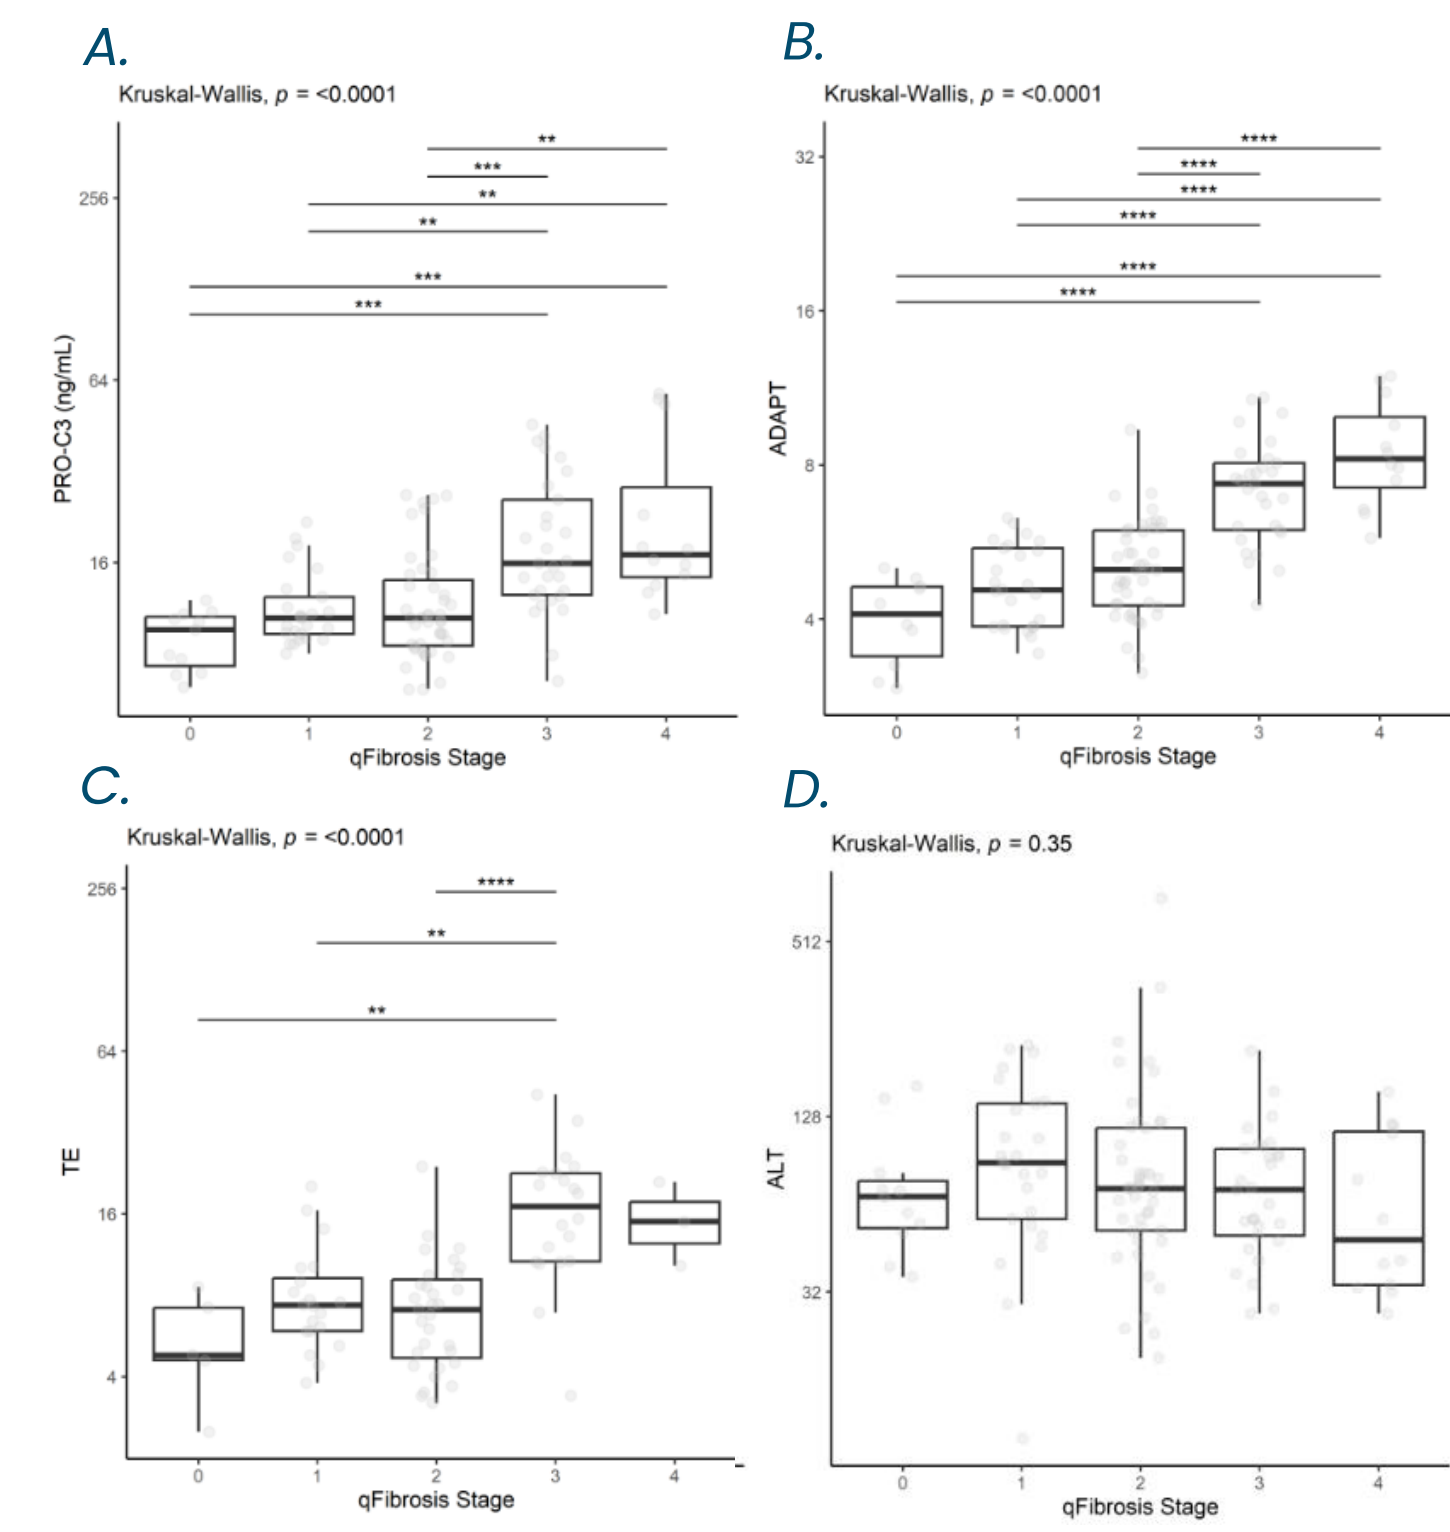 A.
Kruskal-Wallis, p = <0.0001
**
***
**
**
***
***
256
64
16
PRO-C3 (ng/mL)
0 1 2 3 4
qFibrosis Stage
B.
Kruskal-Wallis, p = <0.0001
****
****
****
****
****
****
32
16
8
4
ADAPT
0 1 2 3 4
qFibrosis Stage
C.
Kruskal-Wallis, p = <0.0001
****
**
**
256
64
16
4
TE
0 1 2 3 4
qFibrosis Stage
D.
Kruskal-Wallis, p = 0.35
512
128
32
ALT
0 1 2 3 4
qFibrosis Stage